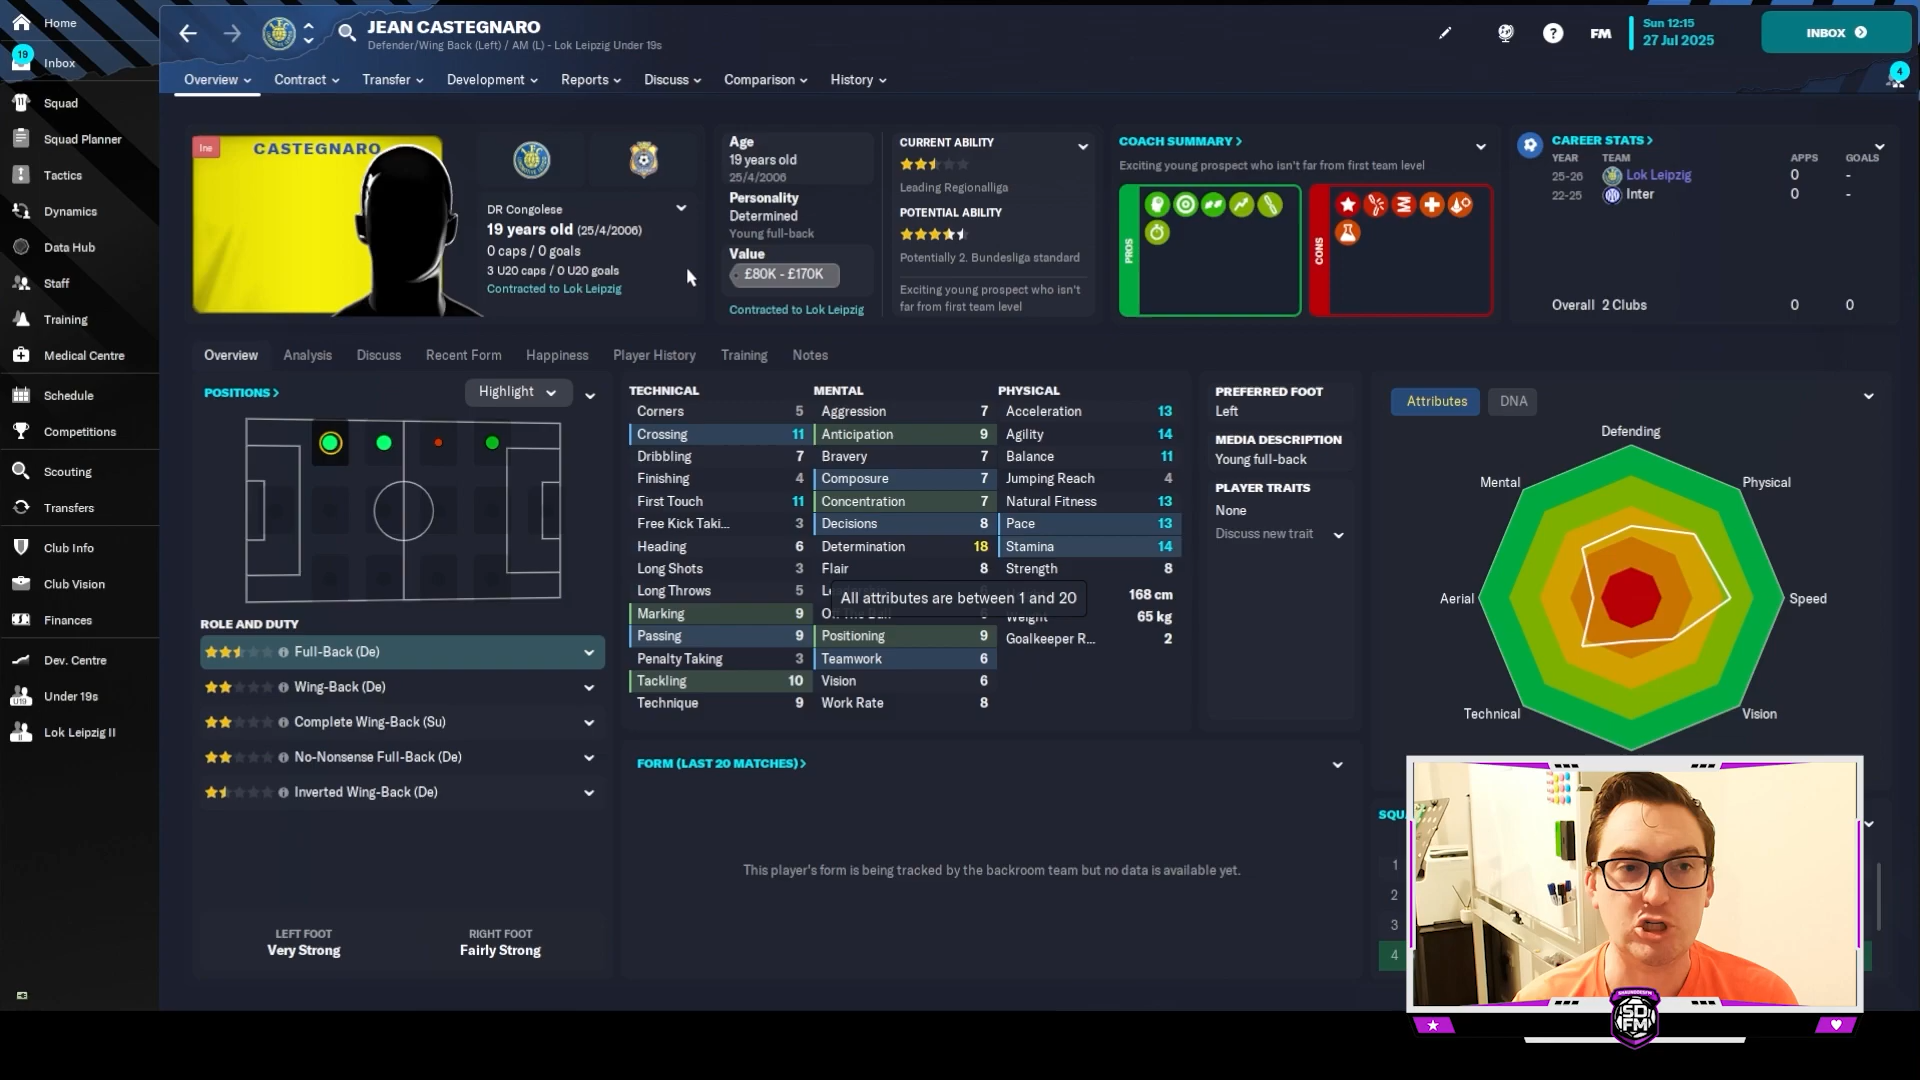 Home
19
Inbox
Squad
Squad Planner
Tactics
Dynamics
Data Hub
Staff
Training
Medical Centre
Schedule
Competitions
Scouting
Transfers
Club Info
Club Vision
Finances
Dev. Centre
Under 19s
Lok Leipzig II
JEAN CASTEGNARO
Defender/Wing Back (Left) / AM (L) - Lok Leipzig Under 19s
FM
Sun 12:15
27 Jul 2025
INBOX
4
Overview
Contract
Transfer
Development
Reports
Discuss
Comparison
History
Ine
CASTEGNARO
DR Congolese
19 years old (25/4/2006)
0 caps / 0 goals
3 U20 caps / 0 U20 goals
Contracted to Lok Leipzig
Age
19 years old
25/4/2006
Personality
Determined
Young full-back
Value
£80K - £170K
Contracted to Lok Leipzig
CURRENT ABILITY
Leading Regionalliga
POTENTIAL ABILITY
Potentially 2. Bundesliga standard
Exciting young prospect who isn't
far from first team level
COACH SUMMARY >
Exciting young prospect who isn't far from first team level
PROS
CONS
CAREER STATS >
YEAR TEAM APPS GOALS
25-26 Lok Leipzig 0 -
22-25 Inter 0 -
Overall 2 Clubs 0 0
Overview
Analysis
Discuss
Recent Form
Happiness
Player History
Training
Notes
POSITIONS >
Highlight
ROLE AND DUTY
Full-Back (De)
Wing-Back (De)
Complete Wing-Back (Su)
No-Nonsense Full-Back (De)
Inverted Wing-Back (De)
LEFT FOOT
Very Strong
RIGHT FOOT
Fairly Strong
TECHNICAL
Corners 5
Crossing 11
Dribbling 7
Finishing 4
First Touch 11
Free Kick Taki... 3
Heading 6
Long Shots 3
Long Throws 5
Marking 9
Passing 9
Penalty Taking 3
Tackling 10
Technique 9
MENTAL
Aggression 7
Anticipation 9
Bravery 7
Composure 7
Concentration 7
Decisions 8
Determination 18
Flair 8
All attributes are between 1 and 20
Positioning 9
Teamwork 6
Vision 6
Work Rate 8
PHYSICAL
Acceleration 13
Agility 14
Balance 11
Jumping Reach 4
Natural Fitness 13
Pace 13
Stamina 14
Strength 8
168 cm
Weight 65 kg
Goalkeeper R... 2
PREFERRED FOOT
Left
MEDIA DESCRIPTION
Young full-back
PLAYER TRAITS
None
Discuss new trait
Attributes
DNA
Defending
Physical
Speed
Vision
Technical
Aerial
Mental
FORM (LAST 20 MATCHES) >
This player's form is being tracked by the backroom team but no data is available yet.
SQU
1
2
3
4
SDFM